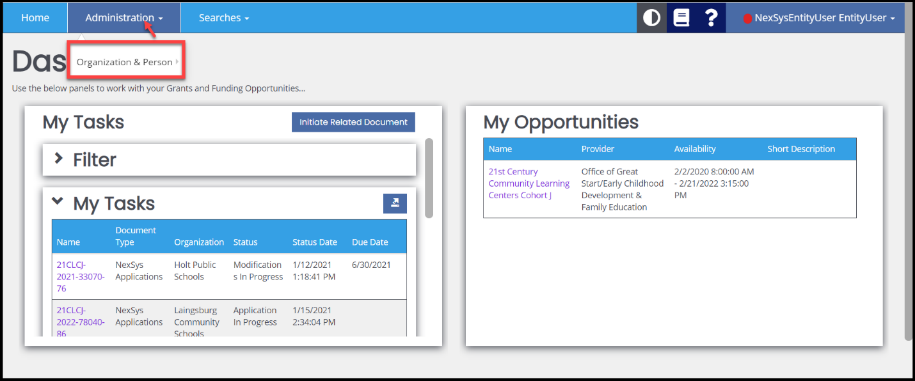 Home
Administration
Searches
?
NexSysEntityUser EntityUser
Das
Organization & Person
Use the below panels to work with your Grants and Funding Opportunities...
My Tasks
Initiate Related Document
Filter
My Tasks
Name
Document
Type
Organization
Status
Status Date
Due Date
21CLCJ-
2021-33070-
76
NexSys
Applications
Holt Public
Schools
Modification
s In Progress
1/12/2021
1:18:41 PM
6/30/2021
21CLCJ-
2022-78040-
86
NexSys
Applications
Laingsburg
Community
Schools
Application
In Progress
1/15/2021
2:34:04 PM
My Opportunities
Name
Provider
Availability
Short Description
21st Century
Community Learning
Centers Cohort J
Office of Great
Start/Early Childhood
Development &
Family Education
2/2/2020 8:00:00 AM
- 2/21/2022 3:15:00
PM